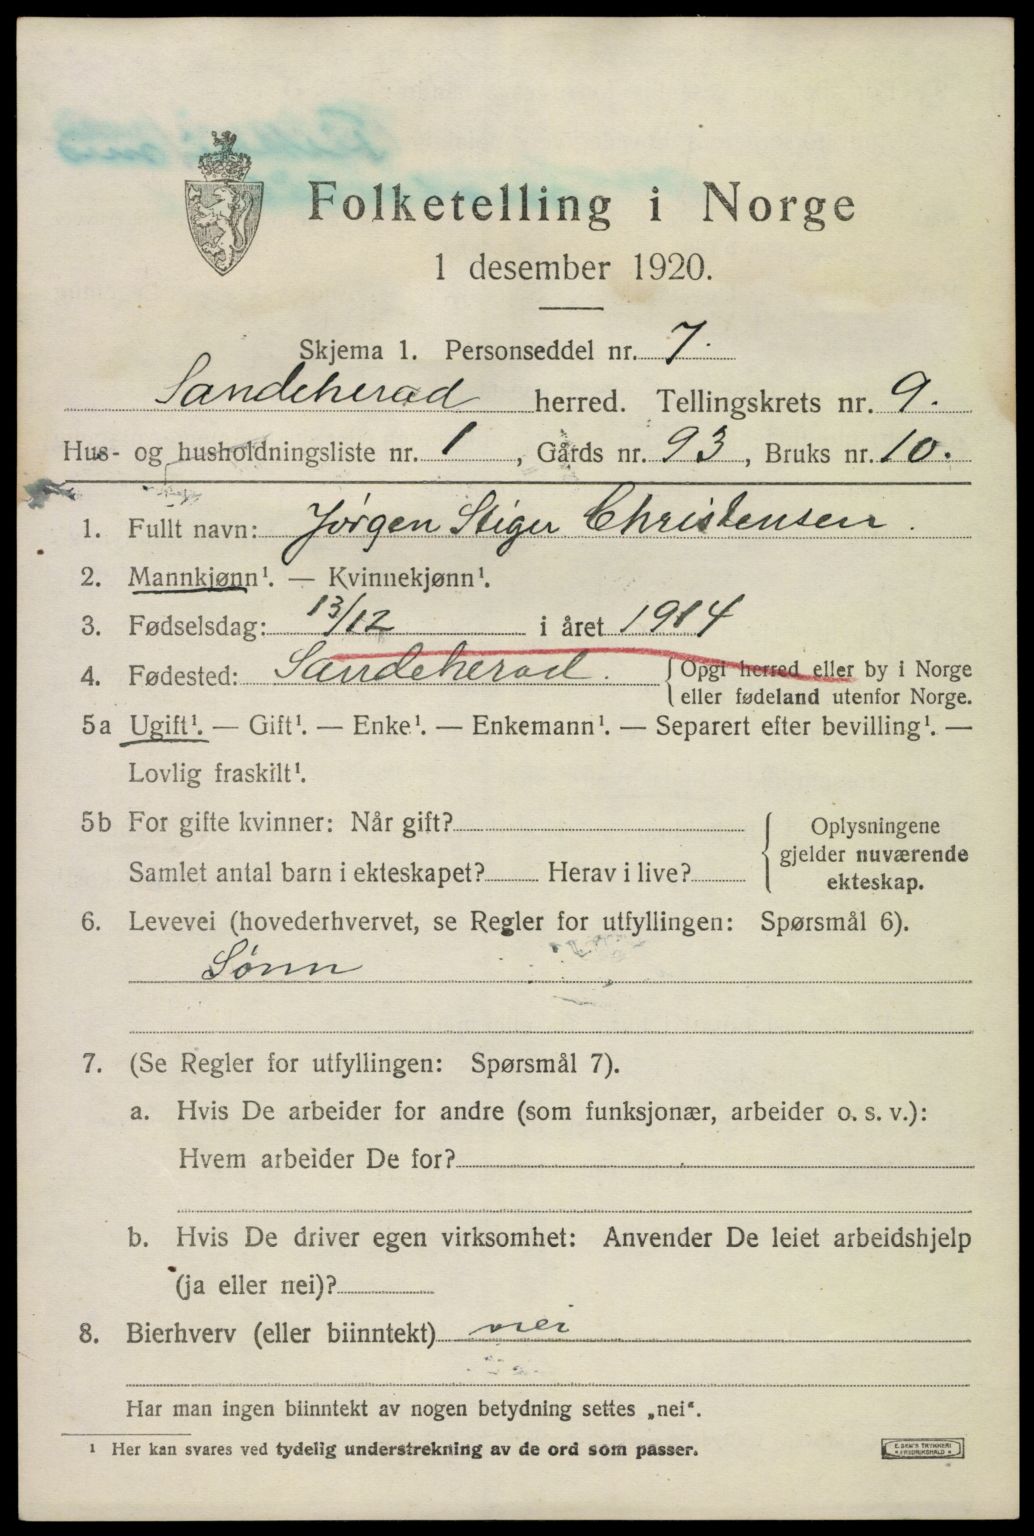 Folketelling i Norge
1 desember 1920.
Skjema 1. Personseddel nr. 7.
Sandeherad herred. Tellingskrets nr. 9.
Hus- og husholdningsliste nr. 1, Gårds nr. 93, Bruks nr. 10.
1. Fullt navn: Jørgen Stiger Christensen.
2. Mannkjønn¹. — Kvinnekjønn¹.
3. Fødselsdag: 13/12 i året 1914
4. Fødested: Sandeherad. { Opgi herred eller by i Norge
eller fødeland utenfor Norge.
5a Ugift¹. — Gift¹. — Enke¹. — Enkemann¹. — Separert efter bevilling¹. —
Lovlig fraskilt¹.
5b For gifte kvinner: Når gift?
Samlet antal barn i ekteskapet? Herav i live?
{ Oplysningene
gjelder nuværende
ekteskap.
6. Levevei (hovederhvervet, se Regler for utfyllingen: Spørsmål 6).
Sønn
7. (Se Regler for utfyllingen: Spørsmål 7).
a. Hvis De arbeider for andre (som funksjonær, arbeider o. s. v.):
Hvem arbeider De for?
b. Hvis De driver egen virksomhet: Anvender De leiet arbeidshjelp
(ja eller nei)?
8. Bierhverv (eller biinntekt) nei
Har man ingen biinntekt av nogen betydning settes „nei".
¹ Her kan svares ved tydelig understrekning av de ord som passer.